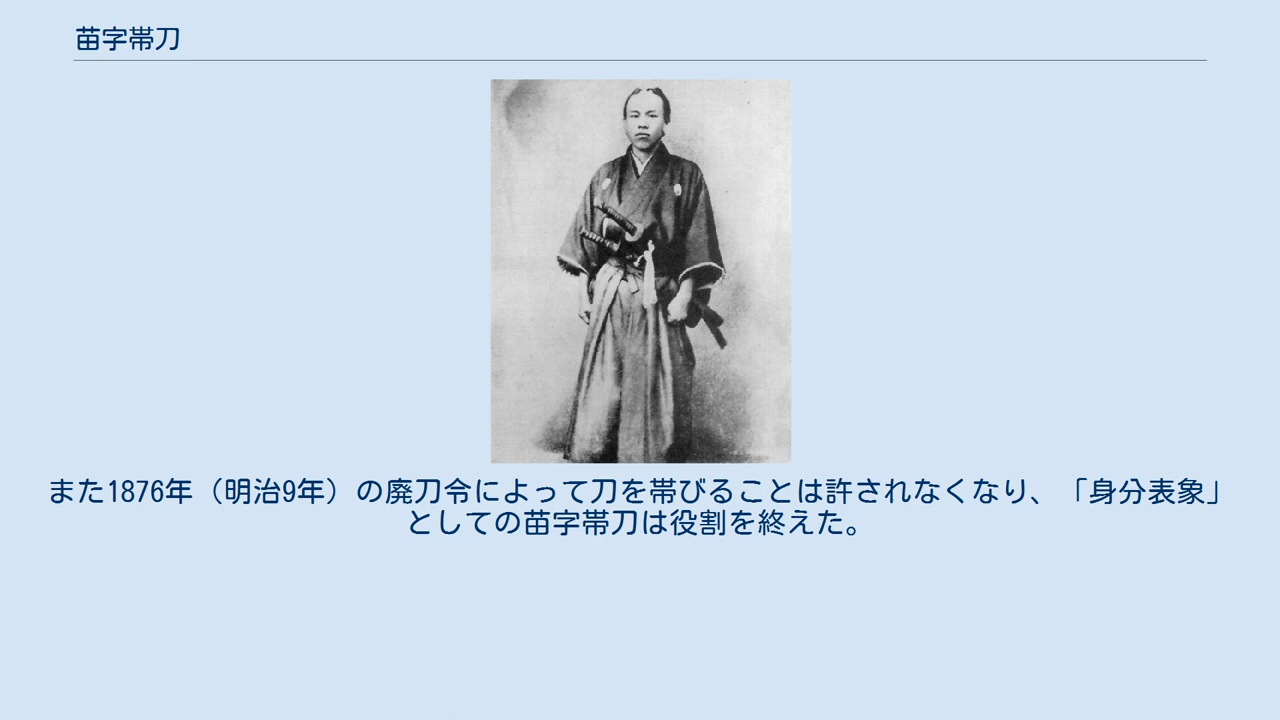 苗字帯刀
また1876年（明治9年）の廃刀令によって刀を帯びることは許されなくなり、「身分表象」
としての苗字帯刀は役割を終えた。